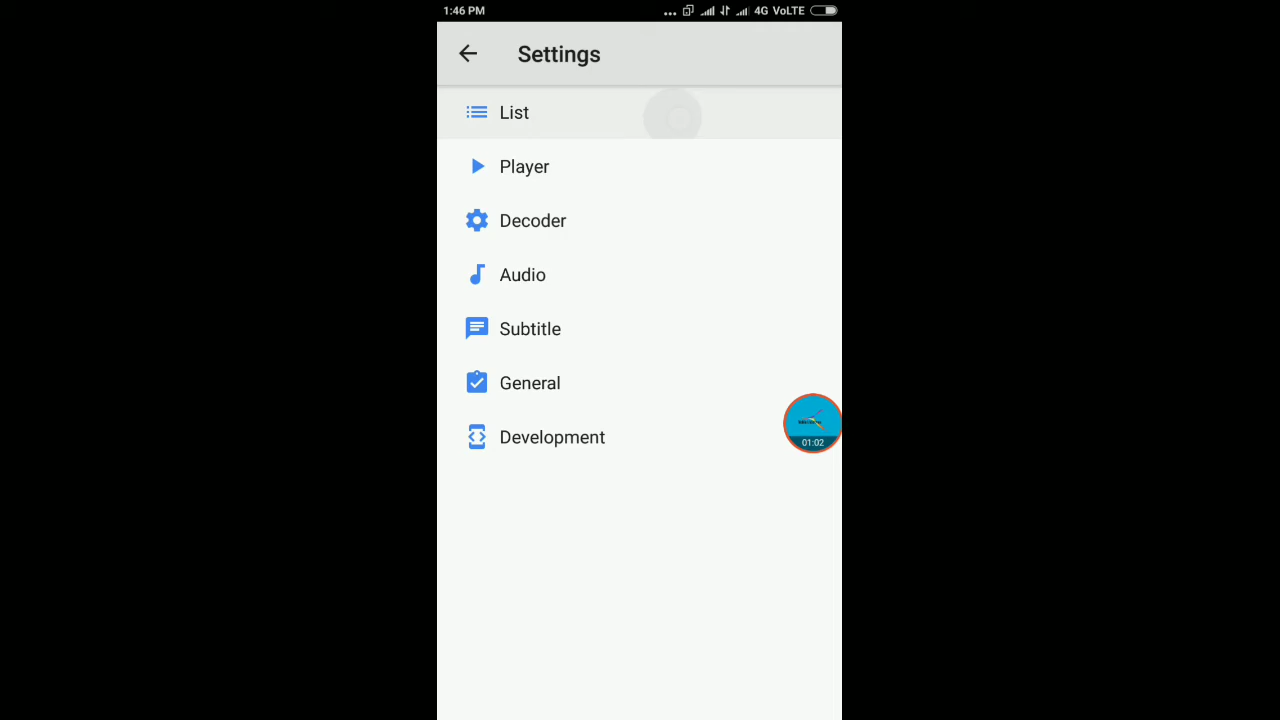 1:46 PM
4G VoLTE
Settings
List
Player
Decoder
Audio
Subtitle
General
Development
01:02